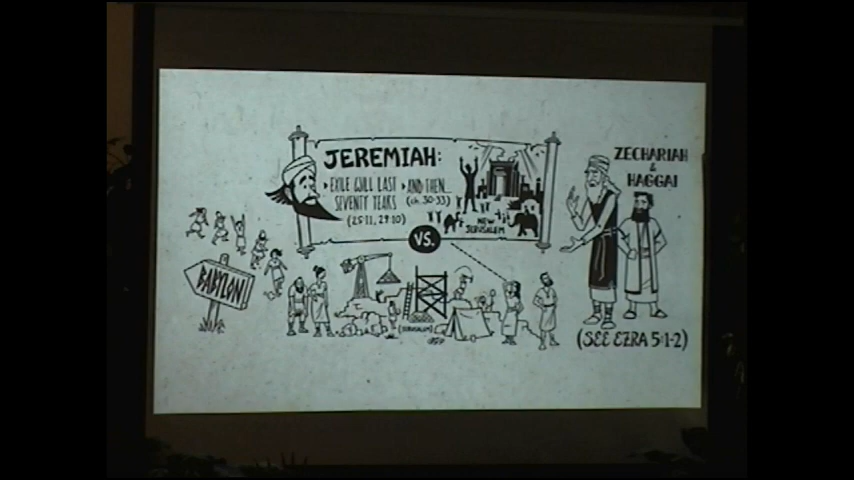 JEREMIAH:
EXILE WILL LAST
SEVENTY YEARS
(25:11, 29:10)
AND THEN...
(ch. 30-33)
NEW
JERUSALEM
VS.
ZECHARIAH
&
HAGGAI
BABYLON
(JERUSALEM)
(SEE EZRA 5:1-2)